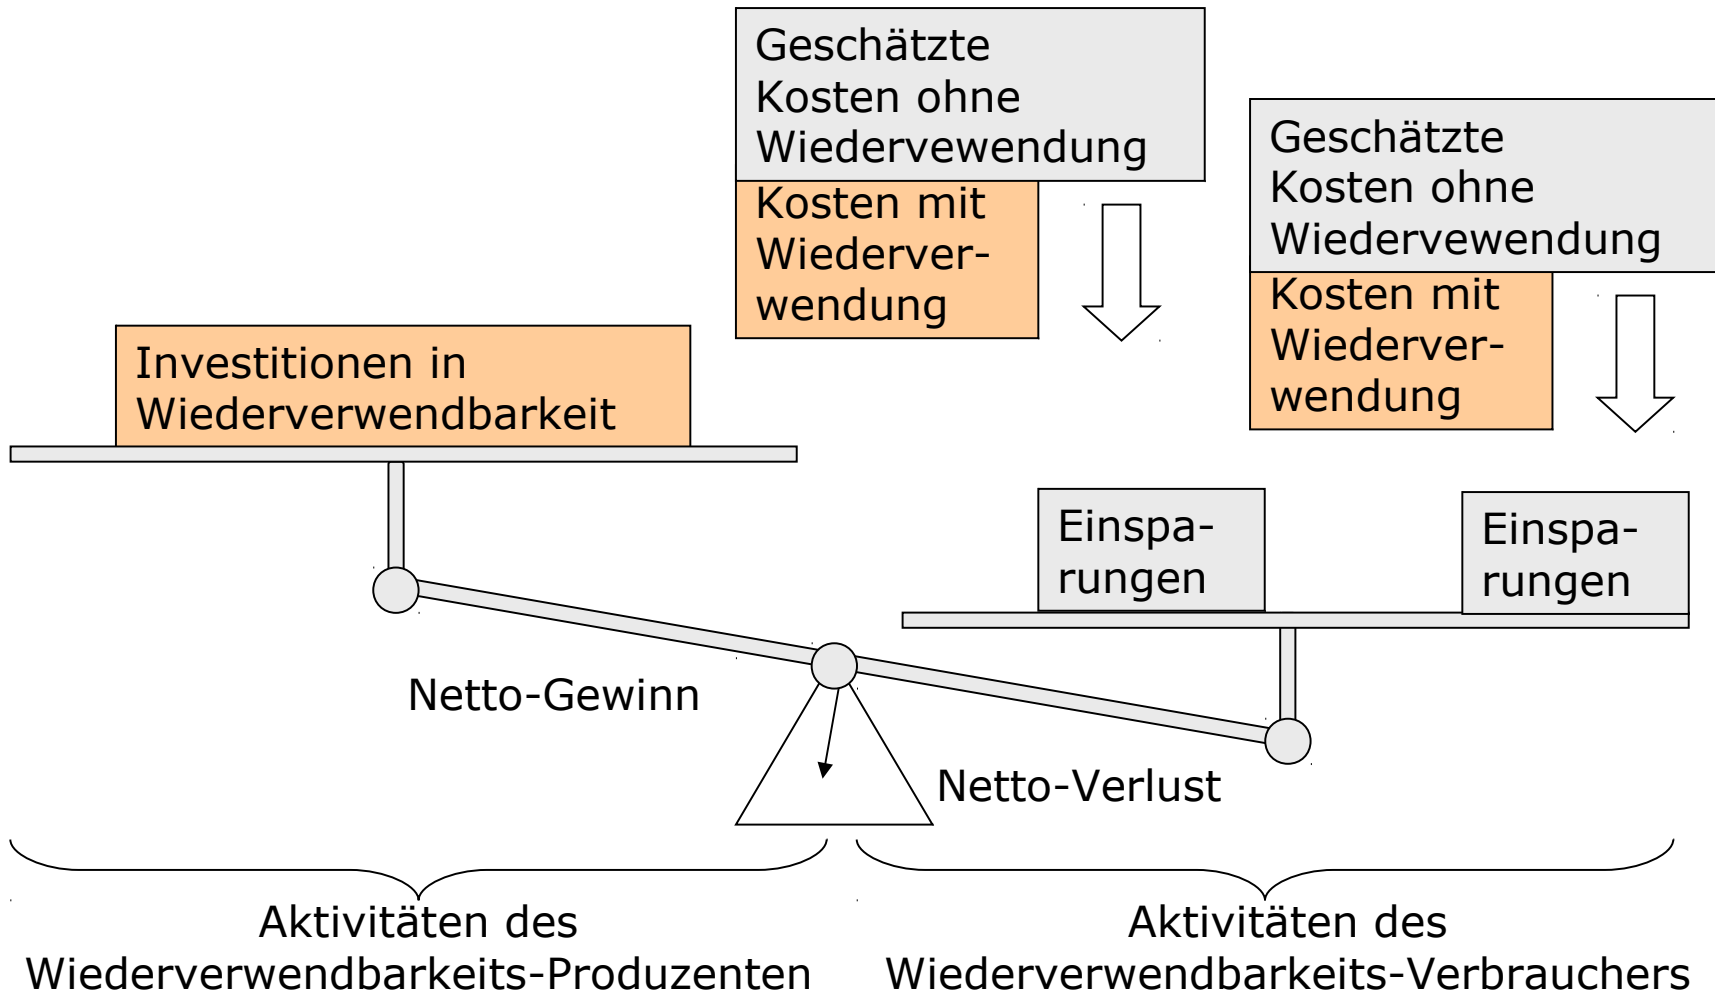 Geschätzte
Kosten ohne
Wiedervewendung
Kosten mit
Wiederver-
wendung
Geschätzte
Kosten ohne
Wiedervewendung
Kosten mit
Wiederver-
wendung
Investitionen in
Wiederverwendbarkeit
Einspa-
rungen
Einspa-
rungen
Netto-Gewinn
Netto-Verlust
Aktivitäten des
Wiederverwendbarkeits-Produzenten
Aktivitäten des
Wiederverwendbarkeits-Verbrauchers